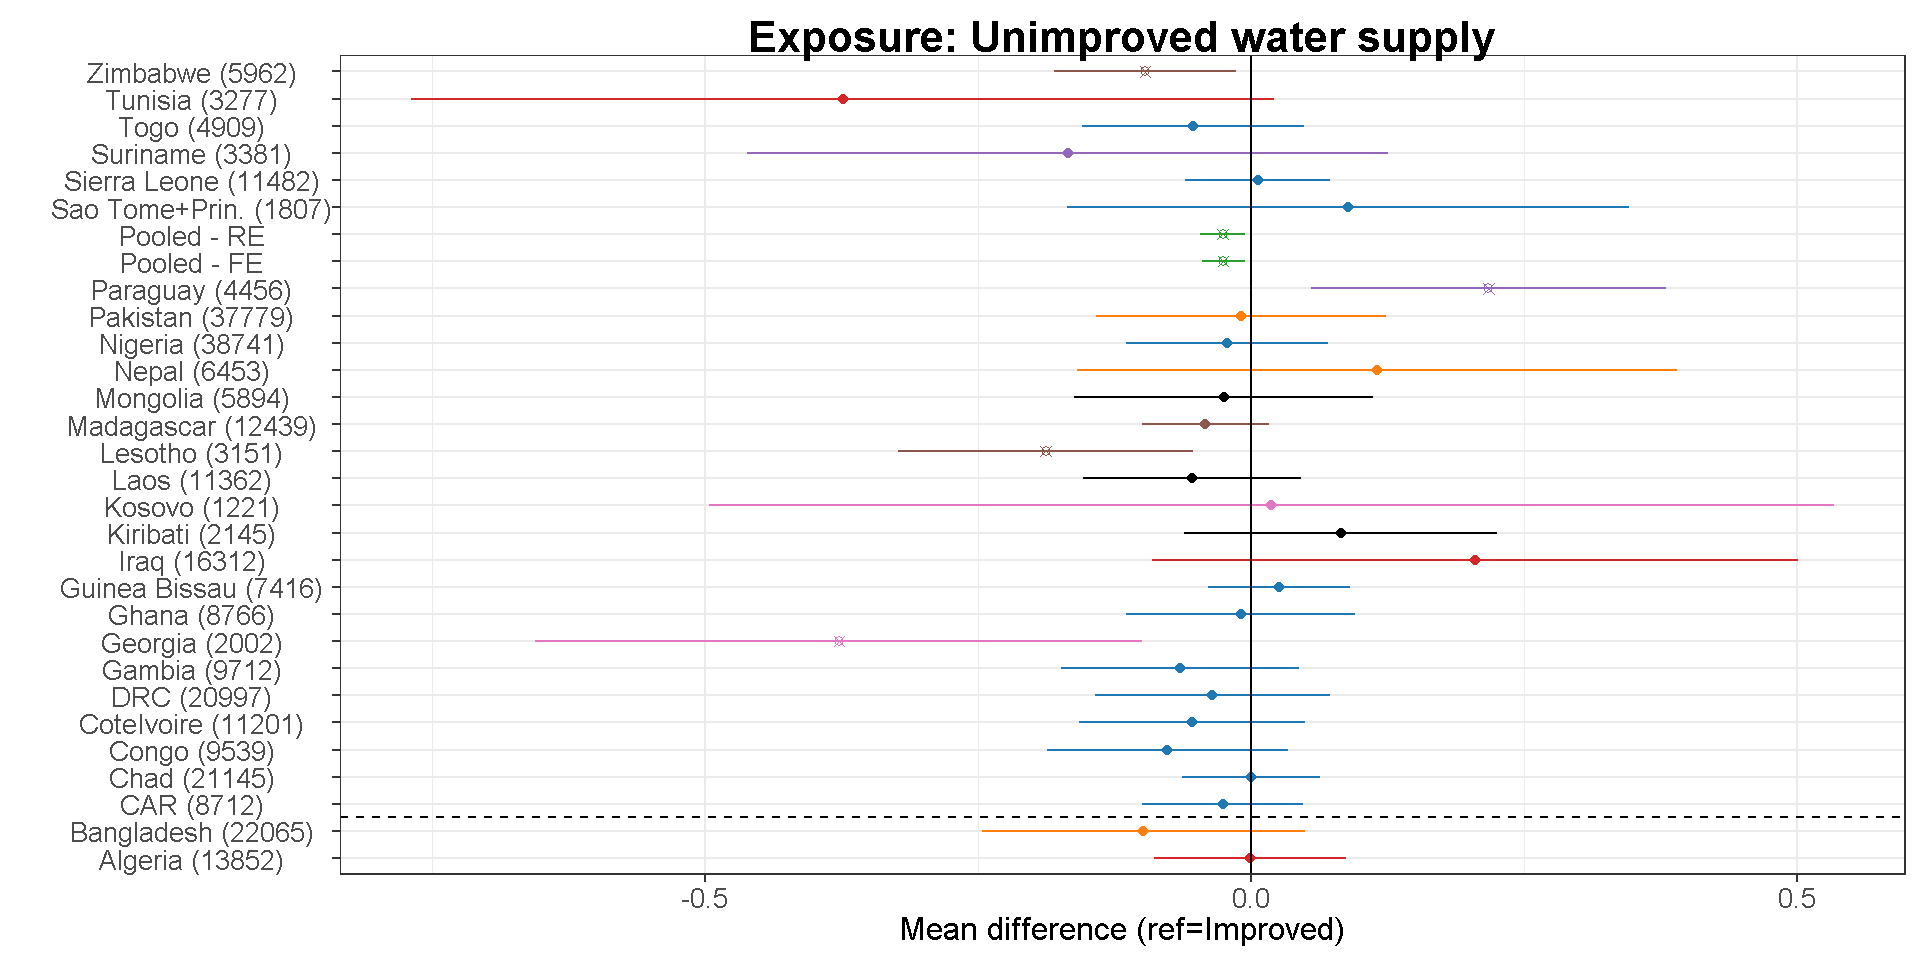 Exposure: Unimproved water supply
Zimbabwe (5962)
Tunisia (3277)
Togo (4909)
Suriname (3381)
Sierra Leone (11482)
Sao Tome+Prin. (1807)
Pooled - RE
Pooled - FE
Paraguay (4456)
Pakistan (37779)
Nigeria (38741)
Nepal (6453)
Mongolia (5894)
Madagascar (12439)
Lesotho (3151)
Laos (11362)
Kosovo (1221)
Kiribati (2145)
Iraq (16312)
Guinea Bissau (7416)
Ghana (8766)
Georgia (2002)
Gambia (9712)
DRC (20997)
CoteIvoire (11201)
Congo (9539)
Chad (21145)
CAR (8712)
Bangladesh (22065)
Algeria (13852)
-0.5 0.0 0.5
Mean difference (ref=Improved)